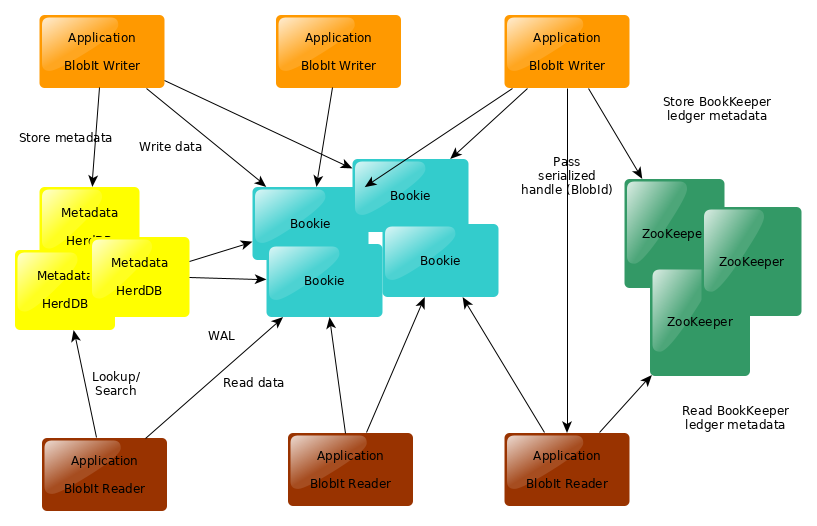 Application
BlobIt Writer
Application
BlobIt Writer
Application
BlobIt Writer
Store BookKeeper
ledger metadata
Store metadata
Write data
Pass
serialized
handle (BlobId)
Bookie
Bookie
Bookie
Bookie
Metadata
HerdDB
Metadata
HerdDB
Metadata
HerdDB
ZooKeeper
ZooKeeper
ZooKeeper
WAL
Lookup/
Search
Read data
Read BookKeeper
ledger metadata
Application
BlobIt Reader
Application
BlobIt Reader
Application
BlobIt Reader